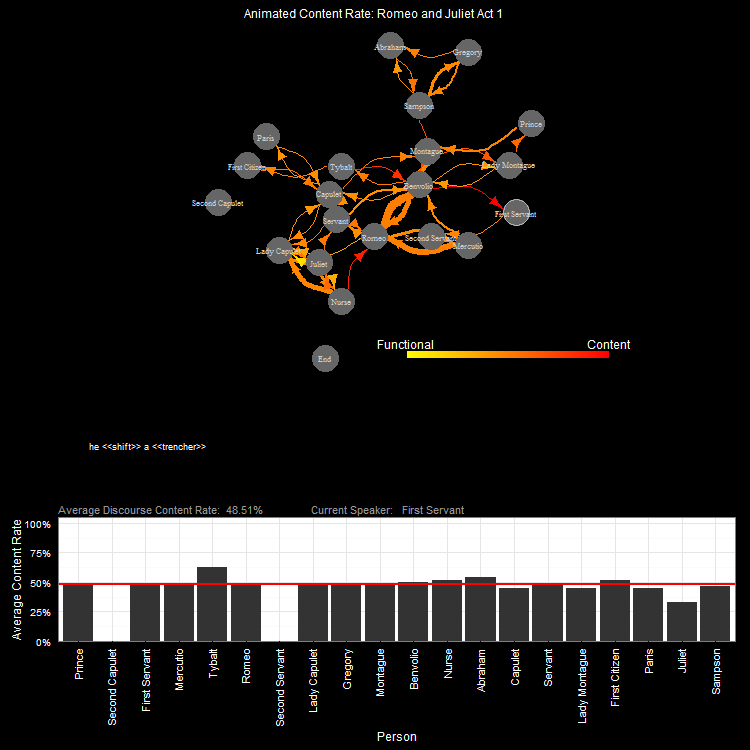 Animated Content Rate: Romeo and Juliet Act 1
Abraham
Gregory
Sampson
Prince
Paris
Montague
First Citizen
Tybalt
Lady Montague
Benvolio
Capulet
Second Capulet
First Servant
Servant
Romeo
Second Servant
Mercutio
Lady Capulet
Juliet
Nurse
Functional Content
End
he <<shift>> a <<trencher>>
Average Discourse Content Rate: 48.51% Current Speaker: First Servant
Average Content Rate
100%
75%
50%
25%
0%
Prince
Second Capulet
First Servant
Mercutio
Tybalt
Romeo
Second Servant
Lady Capulet
Gregory
Montague
Benvolio
Nurse
Abraham
Capulet
Servant
Lady Montague
First Citizen
Paris
Juliet
Sampson
Person